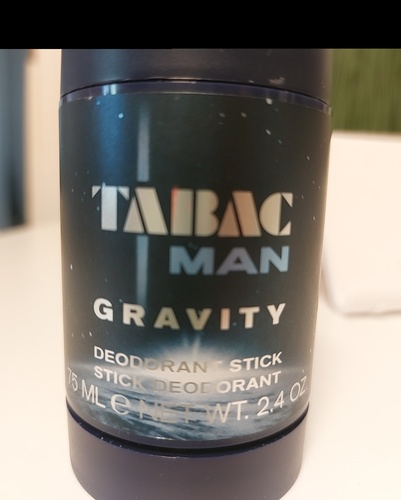 TABAC
MAN
GRAVITY
DEODORANT STICK
STICK DEODORANT
75 ML ℮ NET WT. 2.4 OZ.